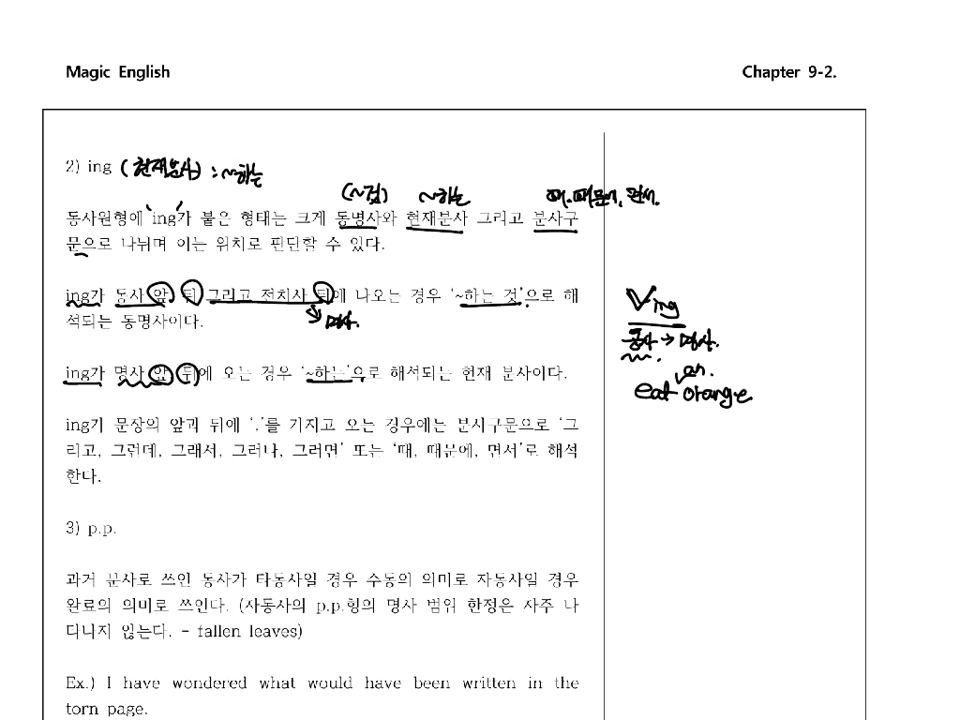 Magic English
Chapter 9-2.
2) ing (현재분사) : ~하는
(~것) ~하는 때, 때문에, 면서.
동사원형에 'ing'가 붙은 형태는 크게 동명사와 현재분사 그리고 분사구
문으로 나뉘며 이는 위치로 판단할 수 있다.
ing가 동사 앞, 뒤 그리고 전치사 뒤에 나오는 경우 '~하는 것'으로 해
석되는 동명사이다.
명사.
Ving
동사 → 명사.
an
eat orange.
ing가 명사 앞 뒤에 오는 경우 '~하는'으로 해석되는 현재 분사이다.
ing가 문장의 앞과 뒤에 ','를 가지고 오는 경우에는 분사구문으로 '그
리고, 그런데, 그래서, 그러나, 그러면' 또는 '때, 때문에, 면서'로 해석
한다.
3) p.p.
과거 분사로 쓰인 동사가 타동사일 경우 수동의 의미로 자동사일 경우
완료의 의미로 쓰인다. (자동사의 p.p.형의 명사 범위 한정은 자주 나
타나지 않는다. - fallen leaves)
Ex.) I have wondered what would have been written in the
torn page.